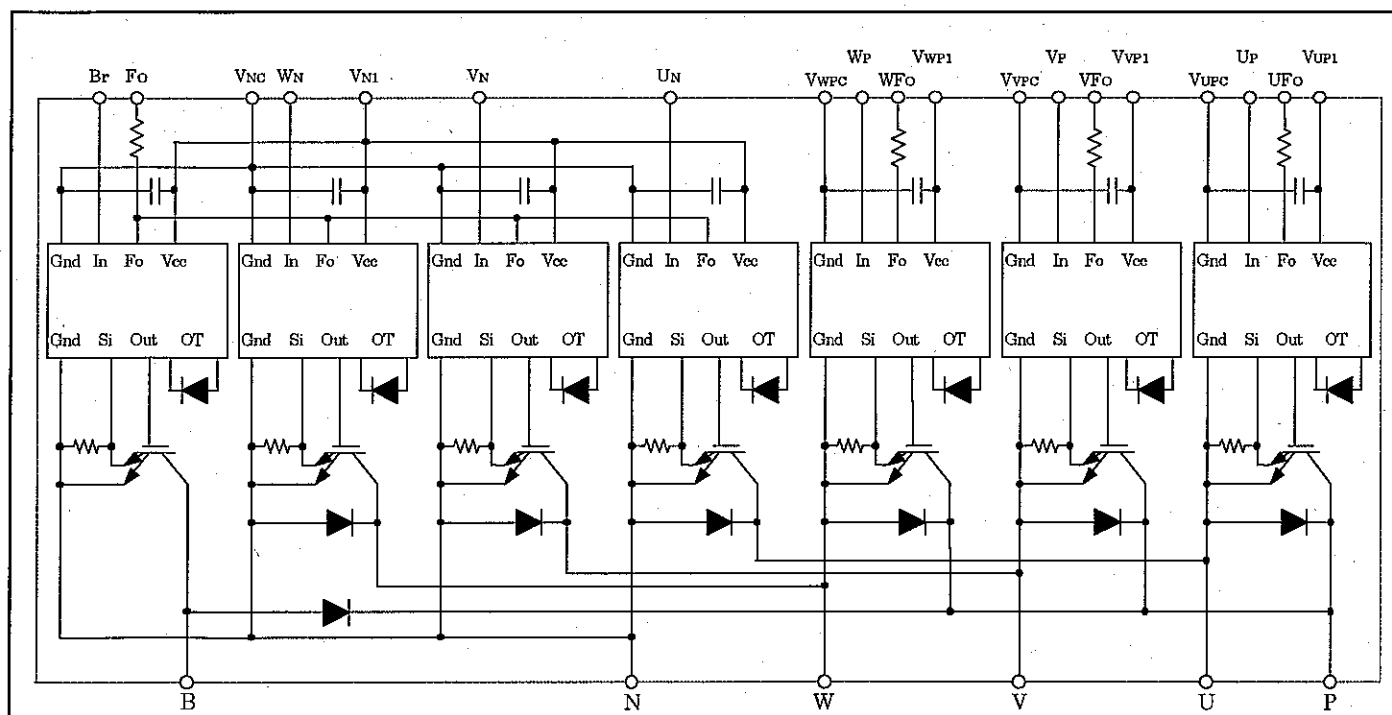 WP VWP1 VP VVP1 UP VUP1
Br FO VNC WN VN1 VN UN VWPC WFO VVPC VFO VUPC UFO
Gnd In Fo Vcc Gnd In Fo Vcc Gnd In Fo Vcc Gnd In Fo Vcc Gnd In Fo Vcc Gnd In Fo Vcc Gnd In Fo Vcc
Gnd Si Out OT Gnd Si Out OT Gnd Si Out OT Gnd Si Out OT Gnd Si Out OT Gnd Si Out OT Gnd Si Out OT
B N W V U P